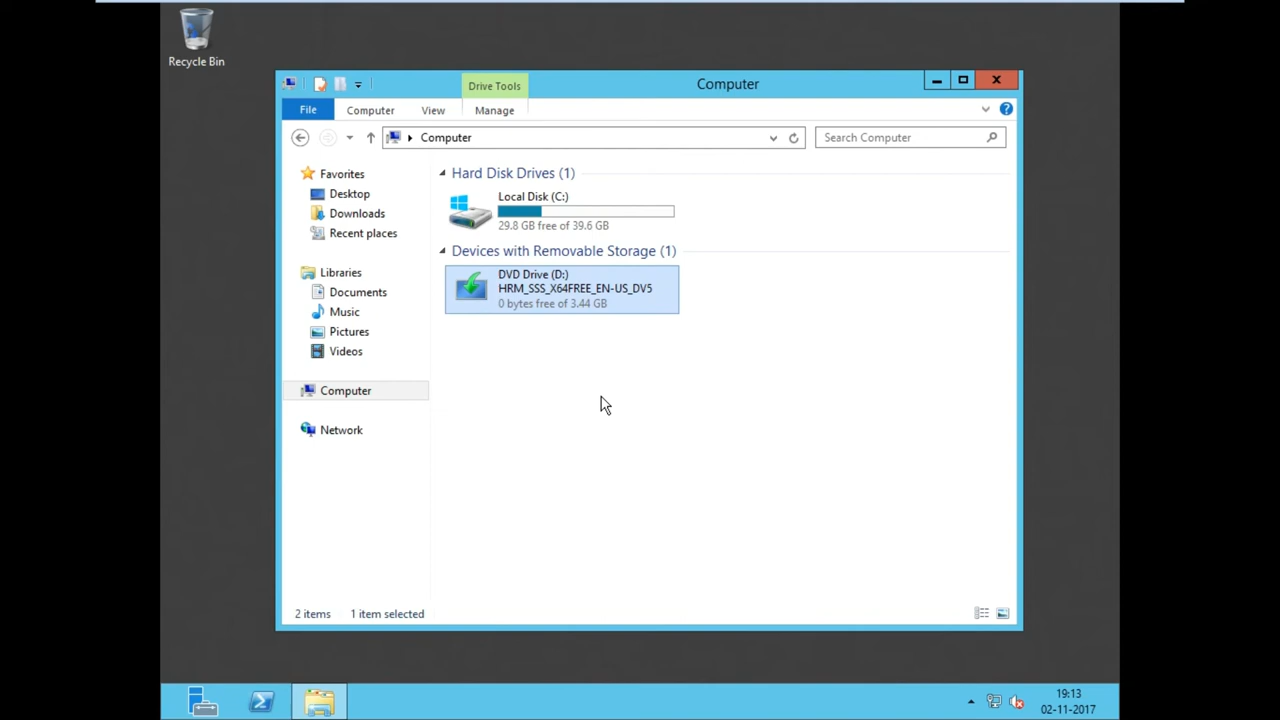 Recycle Bin
Drive Tools
Computer
File
Computer
View
Manage
Computer
Search Computer
Favorites
Desktop
Downloads
Recent places
Libraries
Documents
Music
Pictures
Videos
Computer
Network
Hard Disk Drives (1)
Local Disk (C:)
29.8 GB free of 39.6 GB
Devices with Removable Storage (1)
DVD Drive (D:)
HRM_SSS_X64FREE_EN-US_DV5
0 bytes free of 3.44 GB
2 items
1 item selected
19:13
02-11-2017